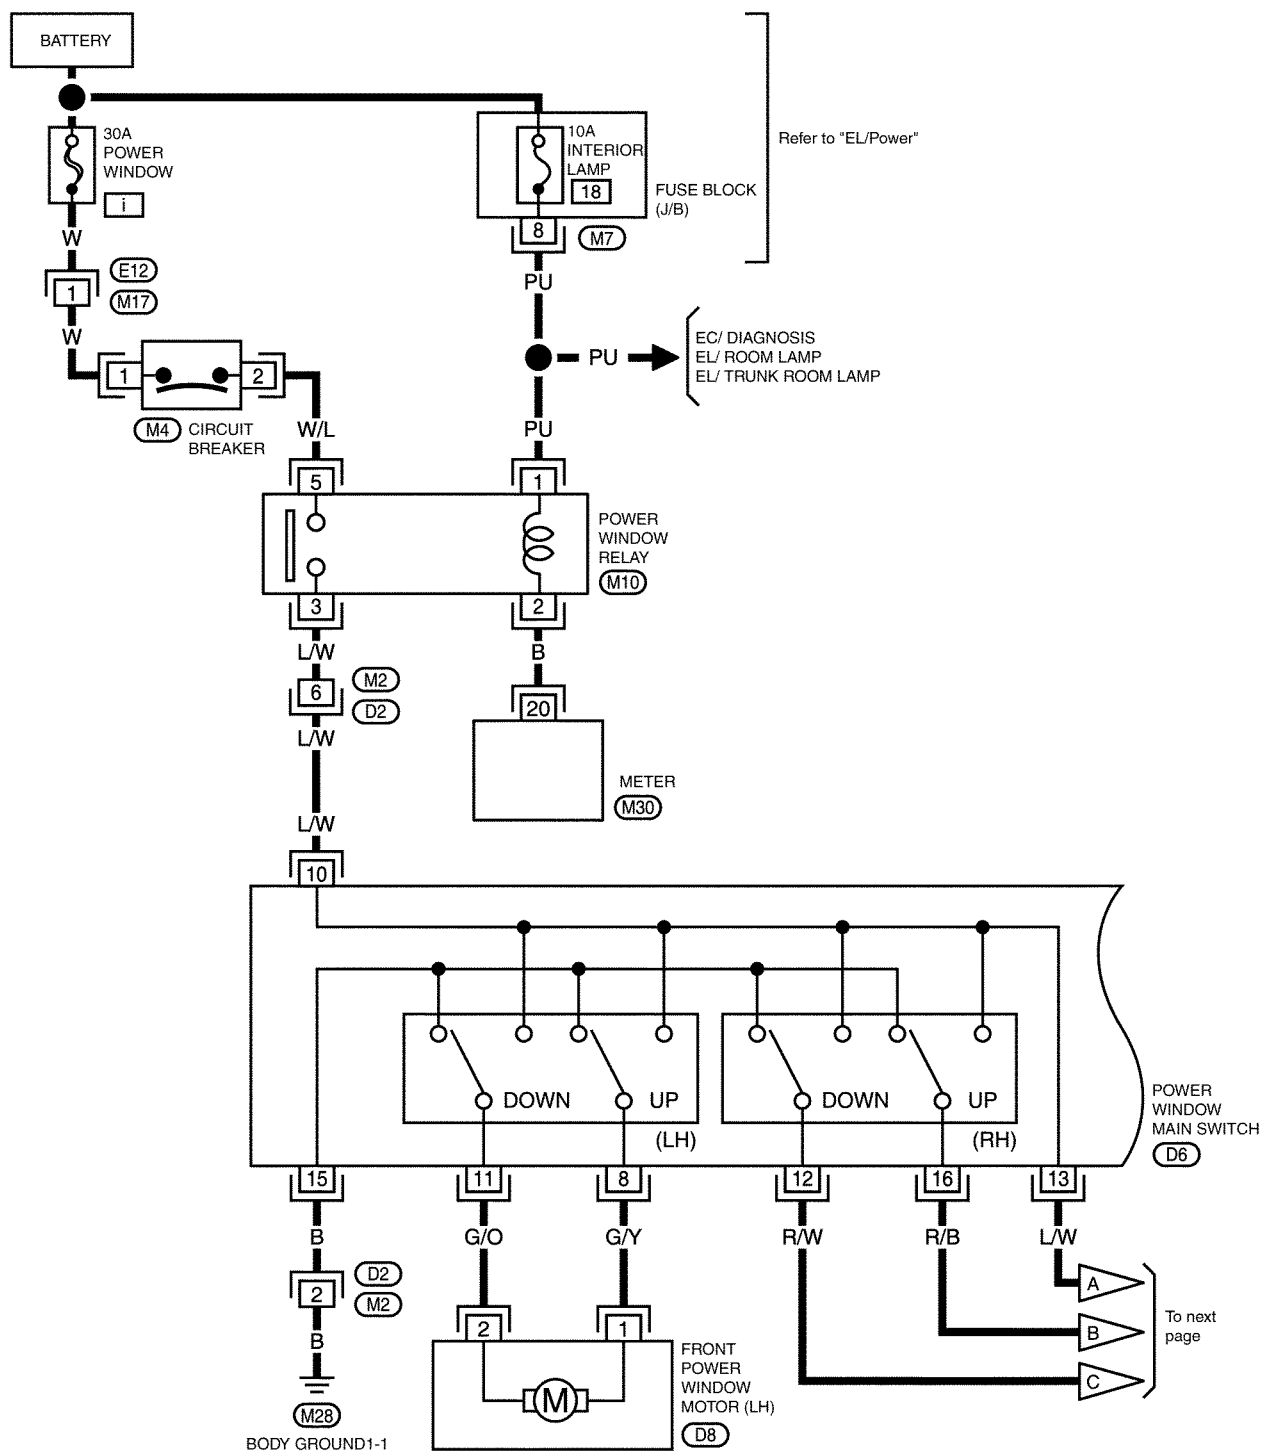 BATTERY
30A
POWER
WINDOW
i
10A
INTERIOR
LAMP
18
FUSE BLOCK
(J/B)
Refer to "EL/Power"
8
M7
W
E12
1
M17
PU
W
PU
EC/ DIAGNOSIS
EL/ ROOM LAMP
EL/ TRUNK ROOM LAMP
1
2
M4
CIRCUIT
BREAKER
W/L
PU
5
1
POWER
WINDOW
RELAY
M10
3
2
L/W
B
6
M2
D2
20
L/W
METER
M30
L/W
10
DOWN
UP
(LH)
DOWN
UP
(RH)
POWER
WINDOW
MAIN SWITCH
D6
15
11
8
12
16
13
B
G/O
G/Y
R/W
R/B
L/W
2
D2
M2
A
B
C
To next
page
B
2
1
M
FRONT
POWER
WINDOW
MOTOR (LH)
D8
M28
BODY GROUND1-1